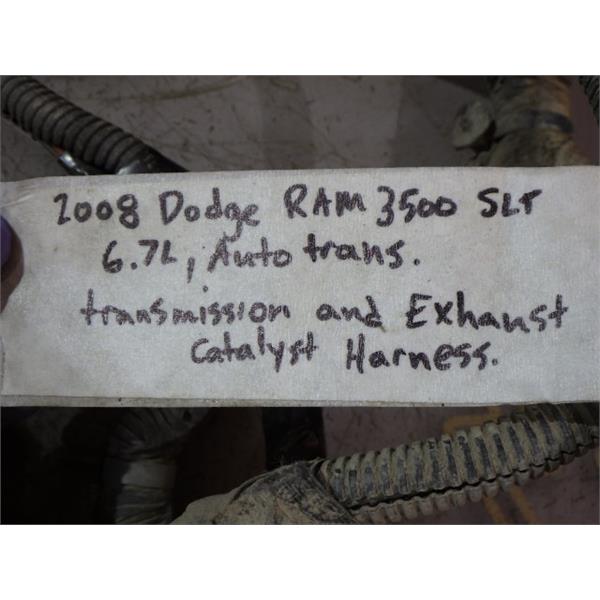 2008 Dodge RAM 3500 SLT
6.7L, Auto trans.
transmission and Exhaust
Catalyst Harness.